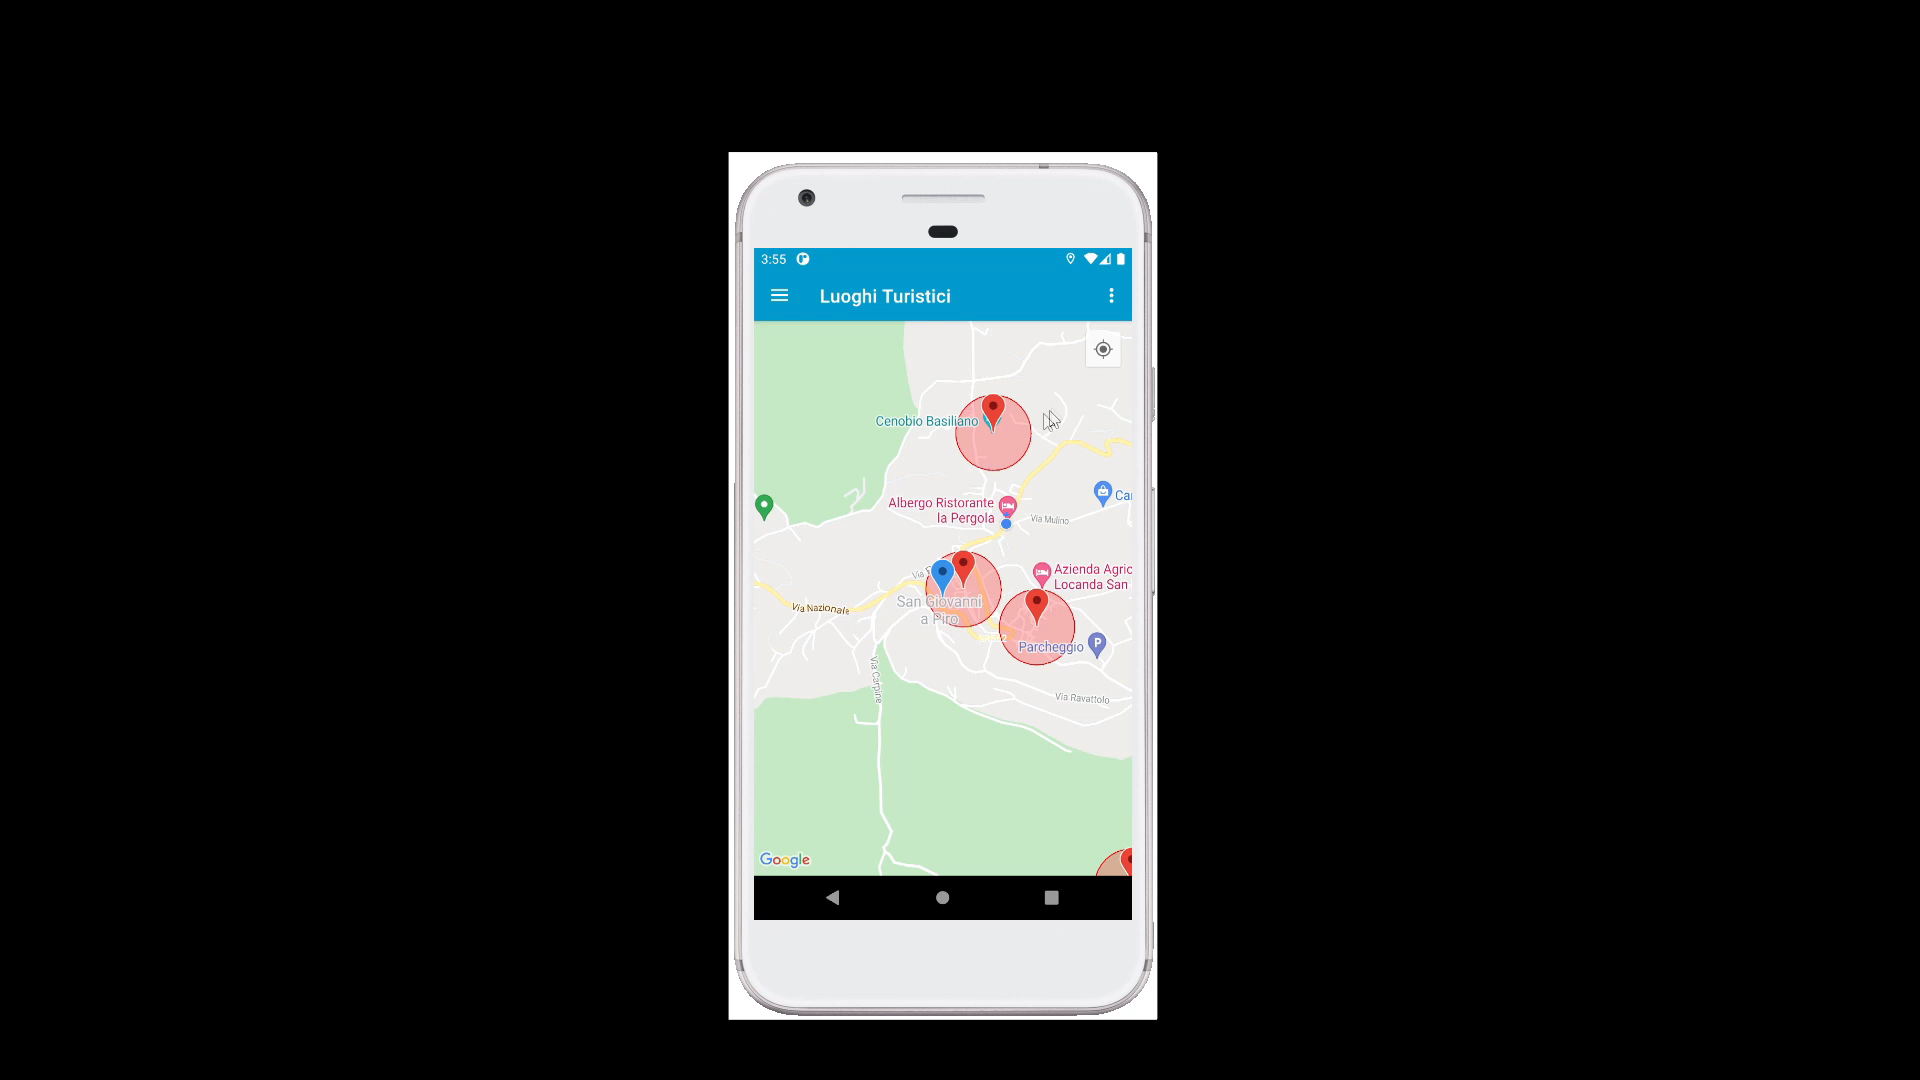 3:55
Luoghi Turistici
Cenobio Basiliano
Albergo Ristorante
la Pergola
Via Mulino
Azienda Agric
Locanda San
San Giovanni
a Piro
Via Nazionale
Parcheggio
P
Via Carpine
Via Ravattolo
Google